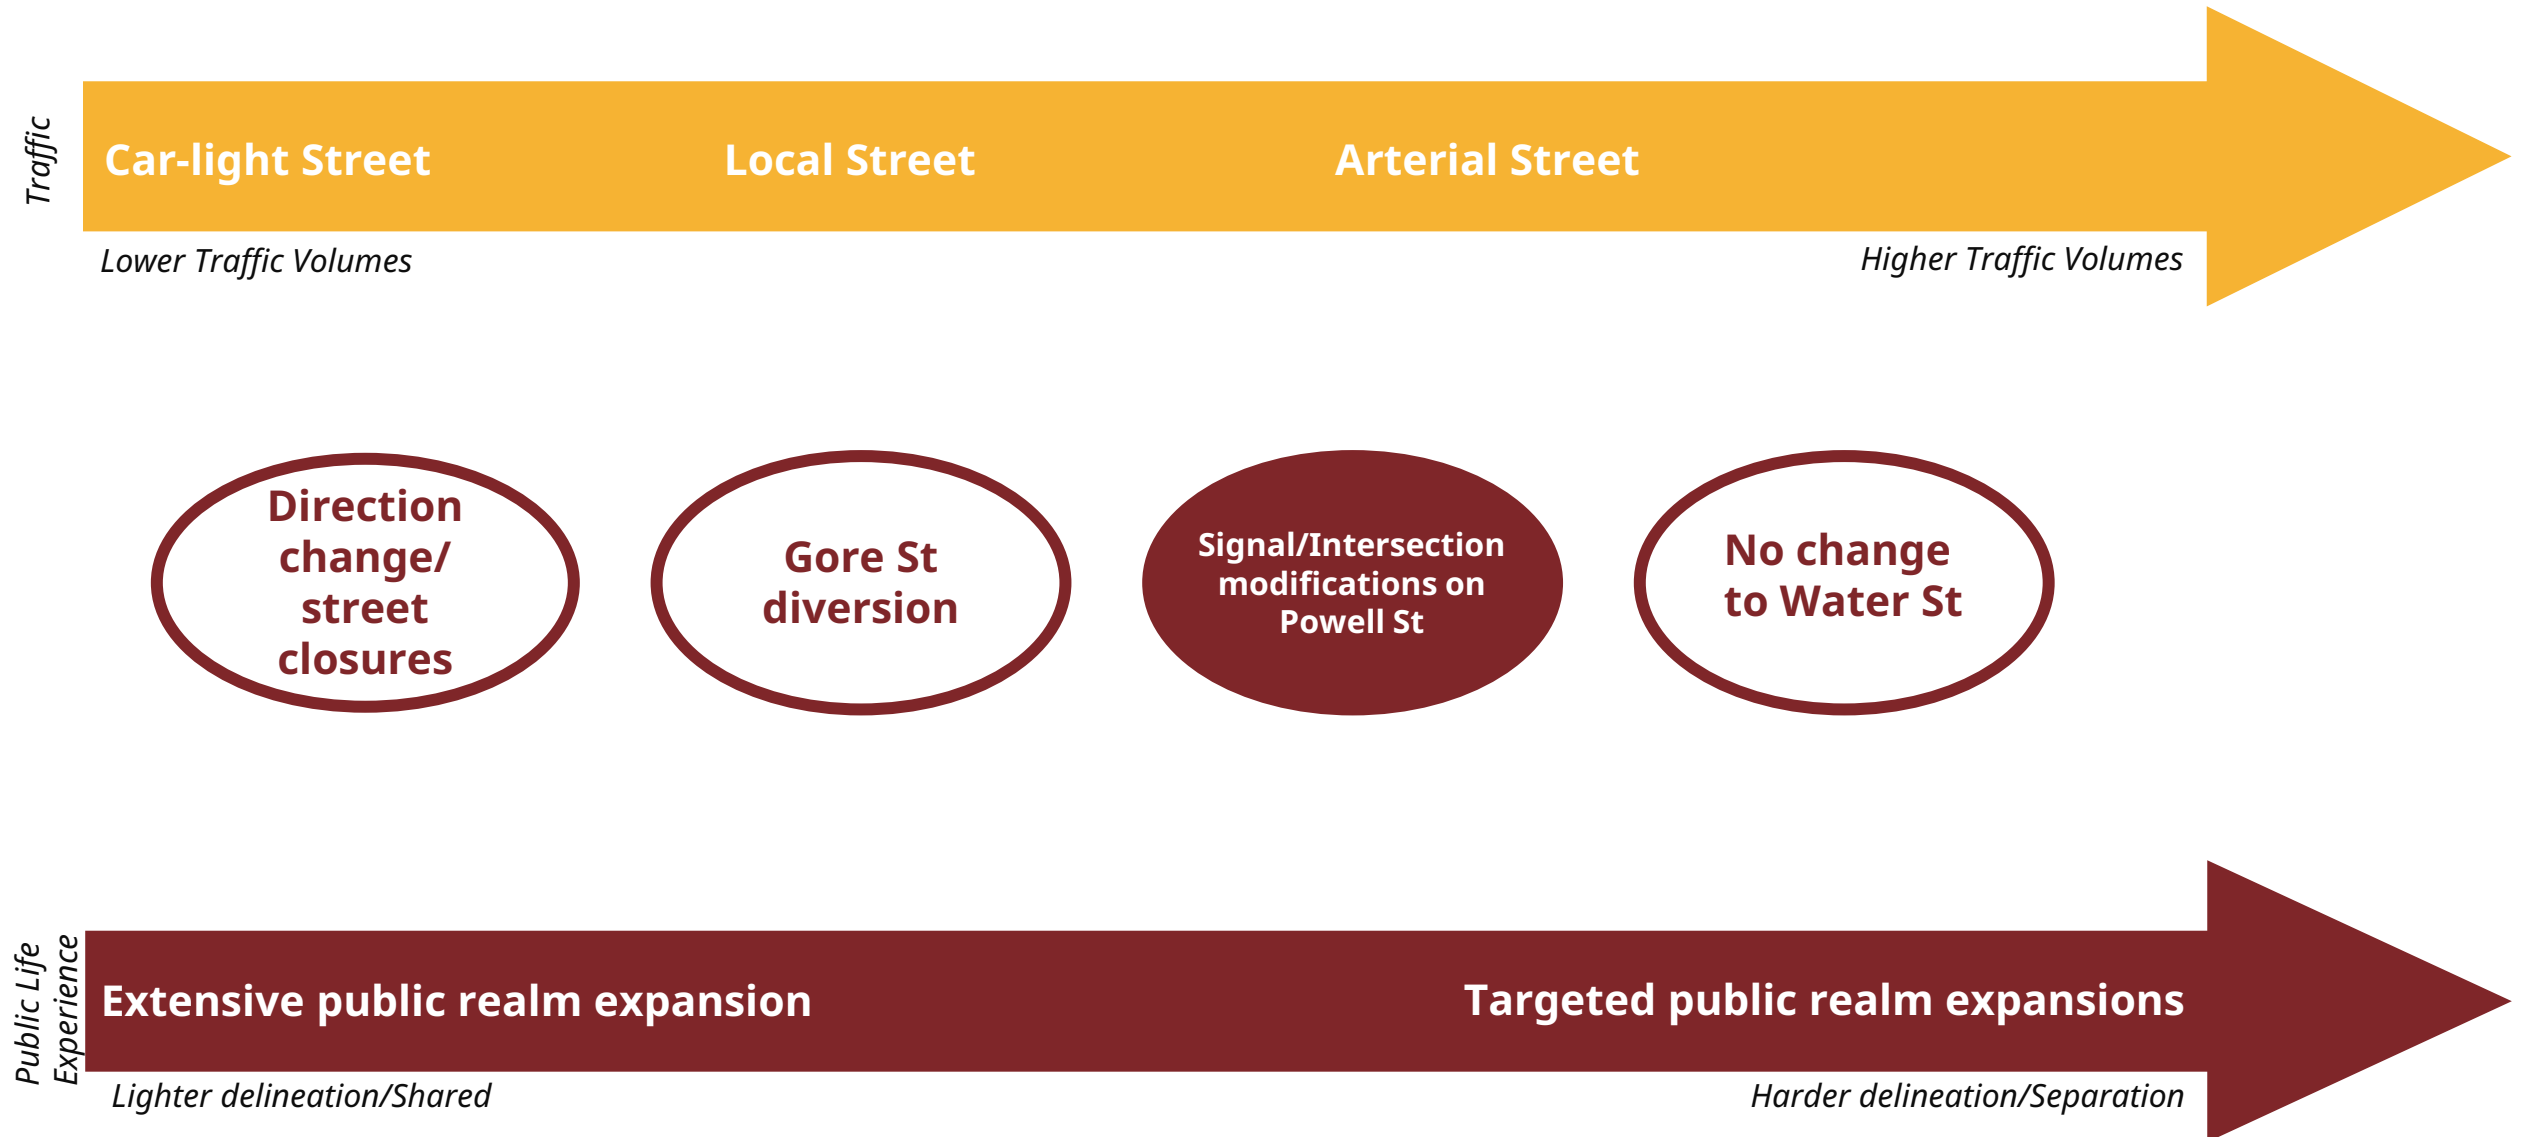 Traffic
Car-light Street
Local Street
Arterial Street
Lower Traffic Volumes
Higher Traffic Volumes
Direction
change/
street
closures
Gore St
diversion
Signal/Intersection
modifications on
Powell St
No change
to Water St
Public Life
Experience
Extensive public realm expansion
Targeted public realm expansions
Lighter delineation/Shared
Harder delineation/Separation